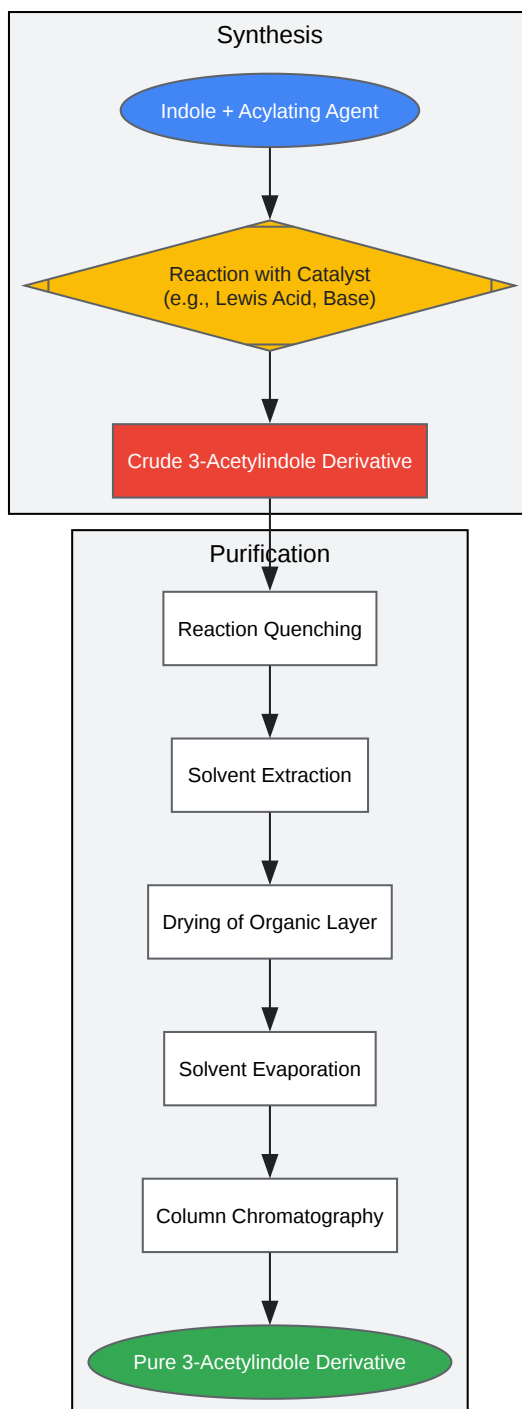 Synthesis
Indole + Acylating Agent
Reaction with Catalyst
(e.g., Lewis Acid, Base)
Crude 3-Acetylindole Derivative
Purification
Reaction Quenching
Solvent Extraction
Drying of Organic Layer
Solvent Evaporation
Column Chromatography
Pure 3-Acetylindole Derivative